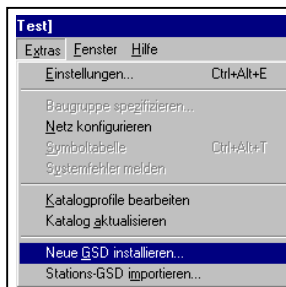 Test]
Extras Fenster Hilfe
Einstellungen... Ctrl+Alt+E
Baugruppe spezifizieren...
Netz konfigurieren
Symboltabelle Ctrl+Alt+T
Systemfehler melden
Katalogprofile bearbeiten
Katalog aktualisieren
Neue GSD installieren...
Stations-GSD importieren...